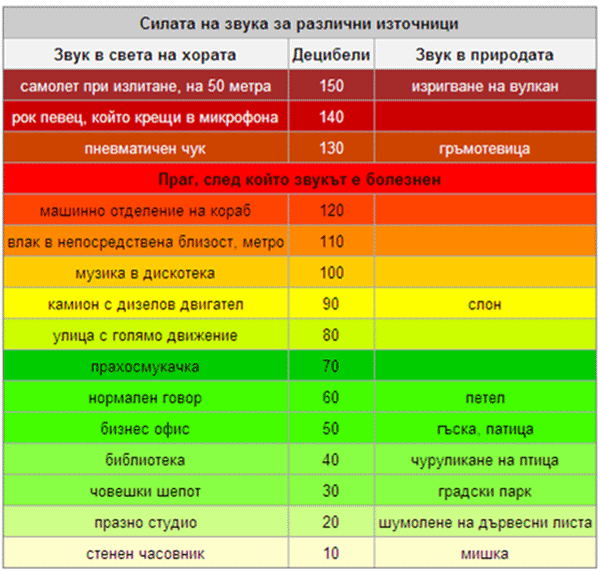 Силата на звука за различни източници
Звук в света на хората Децибели Звук в природата
самолет при излитане, на 50 метра 150 изригване на вулкан
рок певец, който крещи в микрофона 140
пневматичен чук 130 гръмотевица
Праг, след който звукът е болезнен
машинно отделение на кораб 120
влак в непосредствена близост, метро 110
музика в дискотека 100
камион с дизелов двигател 90 слон
улица с голямо движение 80
прахосмукачка 70
нормален говор 60 петел
бизнес офис 50 гъска, патица
библиотека 40 чуруликане на птица
човешки шепот 30 градски парк
празно студио 20 шумолене на дървесни листа
стенен часовник 10 мишка